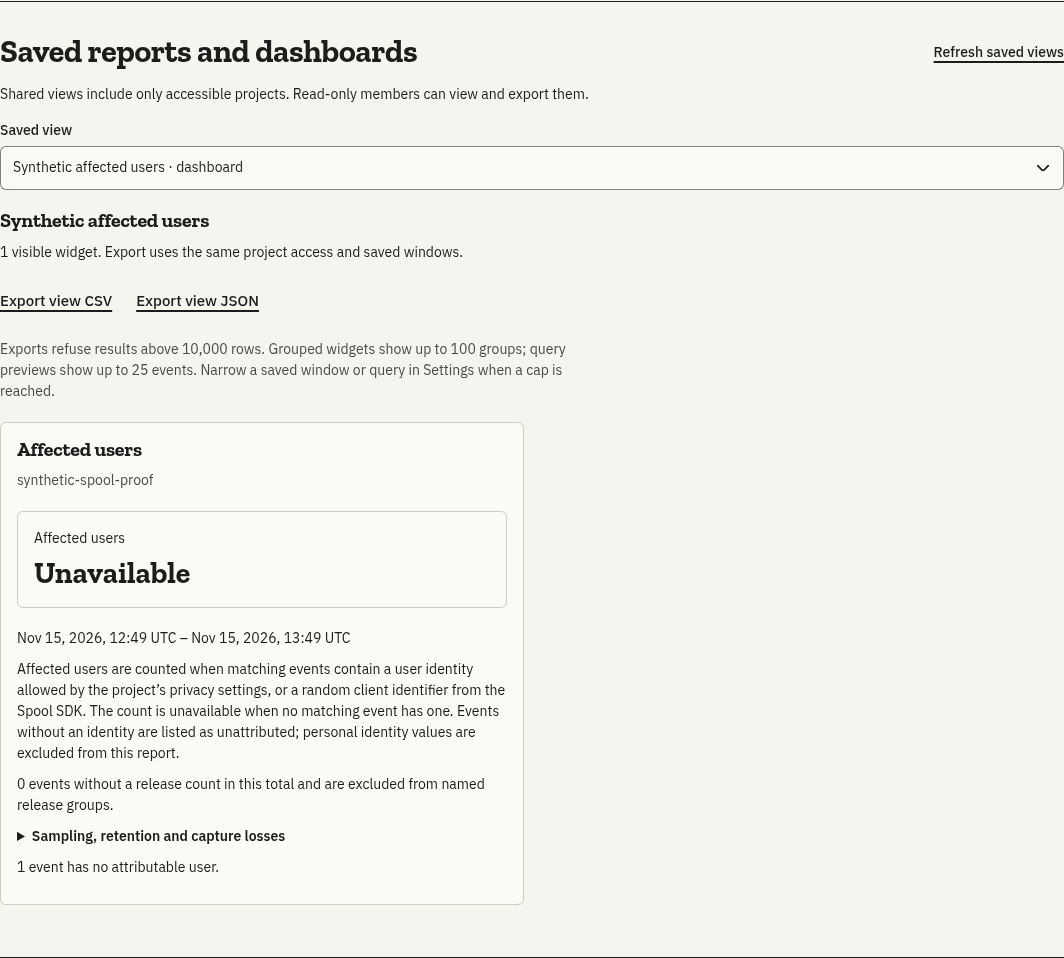 Saved reports and dashboards
Refresh saved views
Shared views include only accessible projects. Read-only members can view and export them.
Saved view
Synthetic affected users · dashboard
Synthetic affected users
1 visible widget. Export uses the same project access and saved windows.
Export view CSV
Export view JSON
Exports refuse results above 10,000 rows. Grouped widgets show up to 100 groups; query
previews show up to 25 events. Narrow a saved window or query in Settings when a cap is
reached.
Affected users
synthetic-spool-proof
Affected users
Unavailable
Nov 15, 2026, 12:49 UTC – Nov 15, 2026, 13:49 UTC
Affected users are counted when matching events contain a user identity
allowed by the project’s privacy settings, or a random client identifier from the
Spool SDK. The count is unavailable when no matching event has one. Events
without an identity are listed as unattributed; personal identity values are
excluded from this report.
0 events without a release count in this total and are excluded from named
release groups.
Sampling, retention and capture losses
1 event has no attributable user.